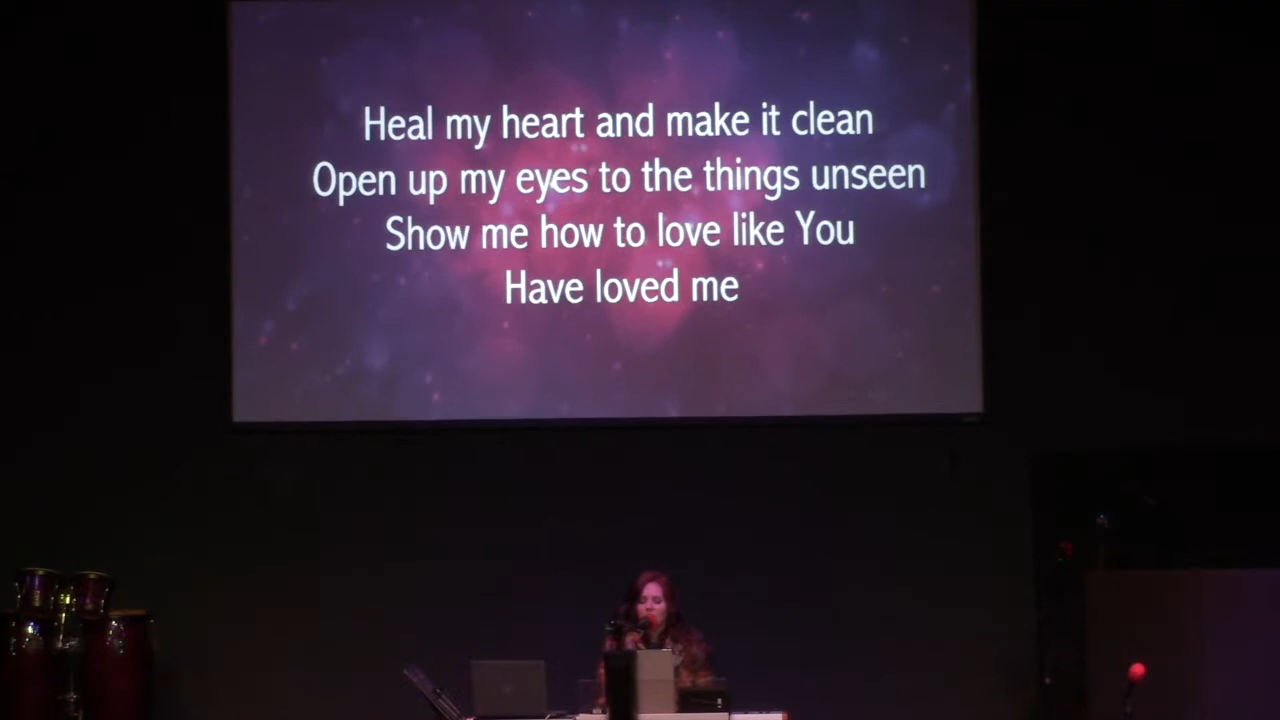 Heal my heart and make it clean
Open up my eyes to the things unseen
Show me how to love like You
Have loved me